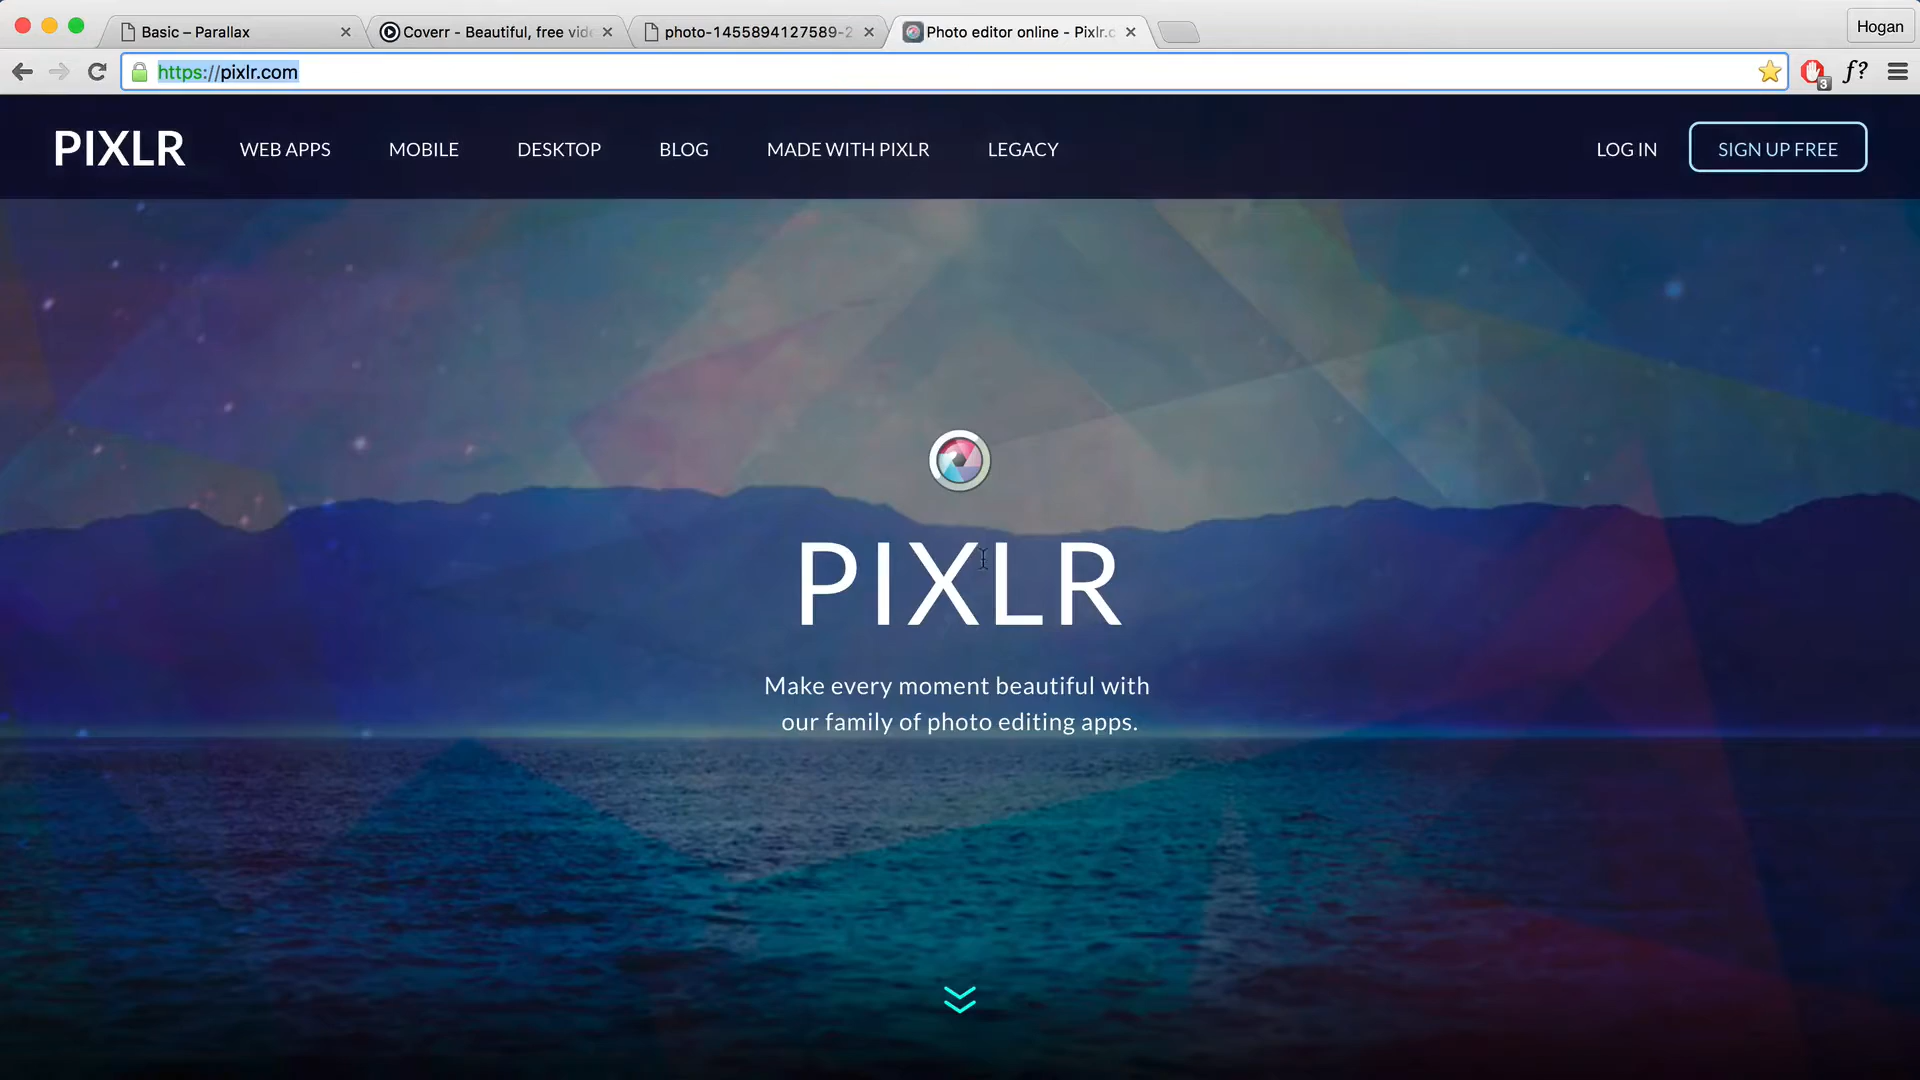 Basic – Parallax
Coverr - Beautiful, free vide
photo-1455894127589-2
Photo editor online - Pixlr.c
Hogan
https://pixlr.com
3
f?
PIXLR
WEB APPS
MOBILE
DESKTOP
BLOG
MADE WITH PIXLR
LEGACY
LOG IN
SIGN UP FREE
PIXLR
Make every moment beautiful with
our family of photo editing apps.